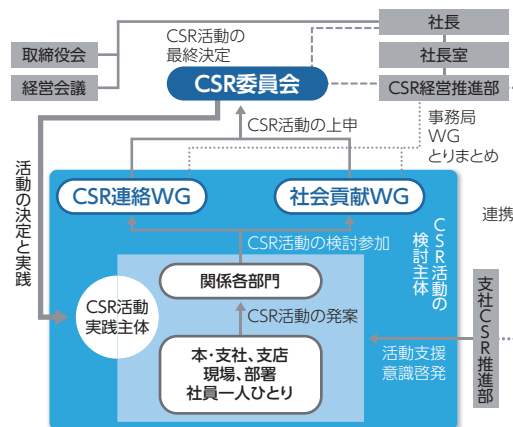 CSR活動の
最終決定
社長
取締役会
社長室
経営会議
CSR委員会
CSR経営推進部
CSR活動の上申
事務局
WG
とりまとめ
活動の決定と実践
CSR連絡WG
社会貢献WG
連携
CSR活動の
検討主体
CSR活動の検討参加
関係各部門
CSR活動
実践主体
CSR活動の発案
支社CSR推進部
本・支社、支店
現場、部署
社員一人ひとり
活動支援
意識啓発